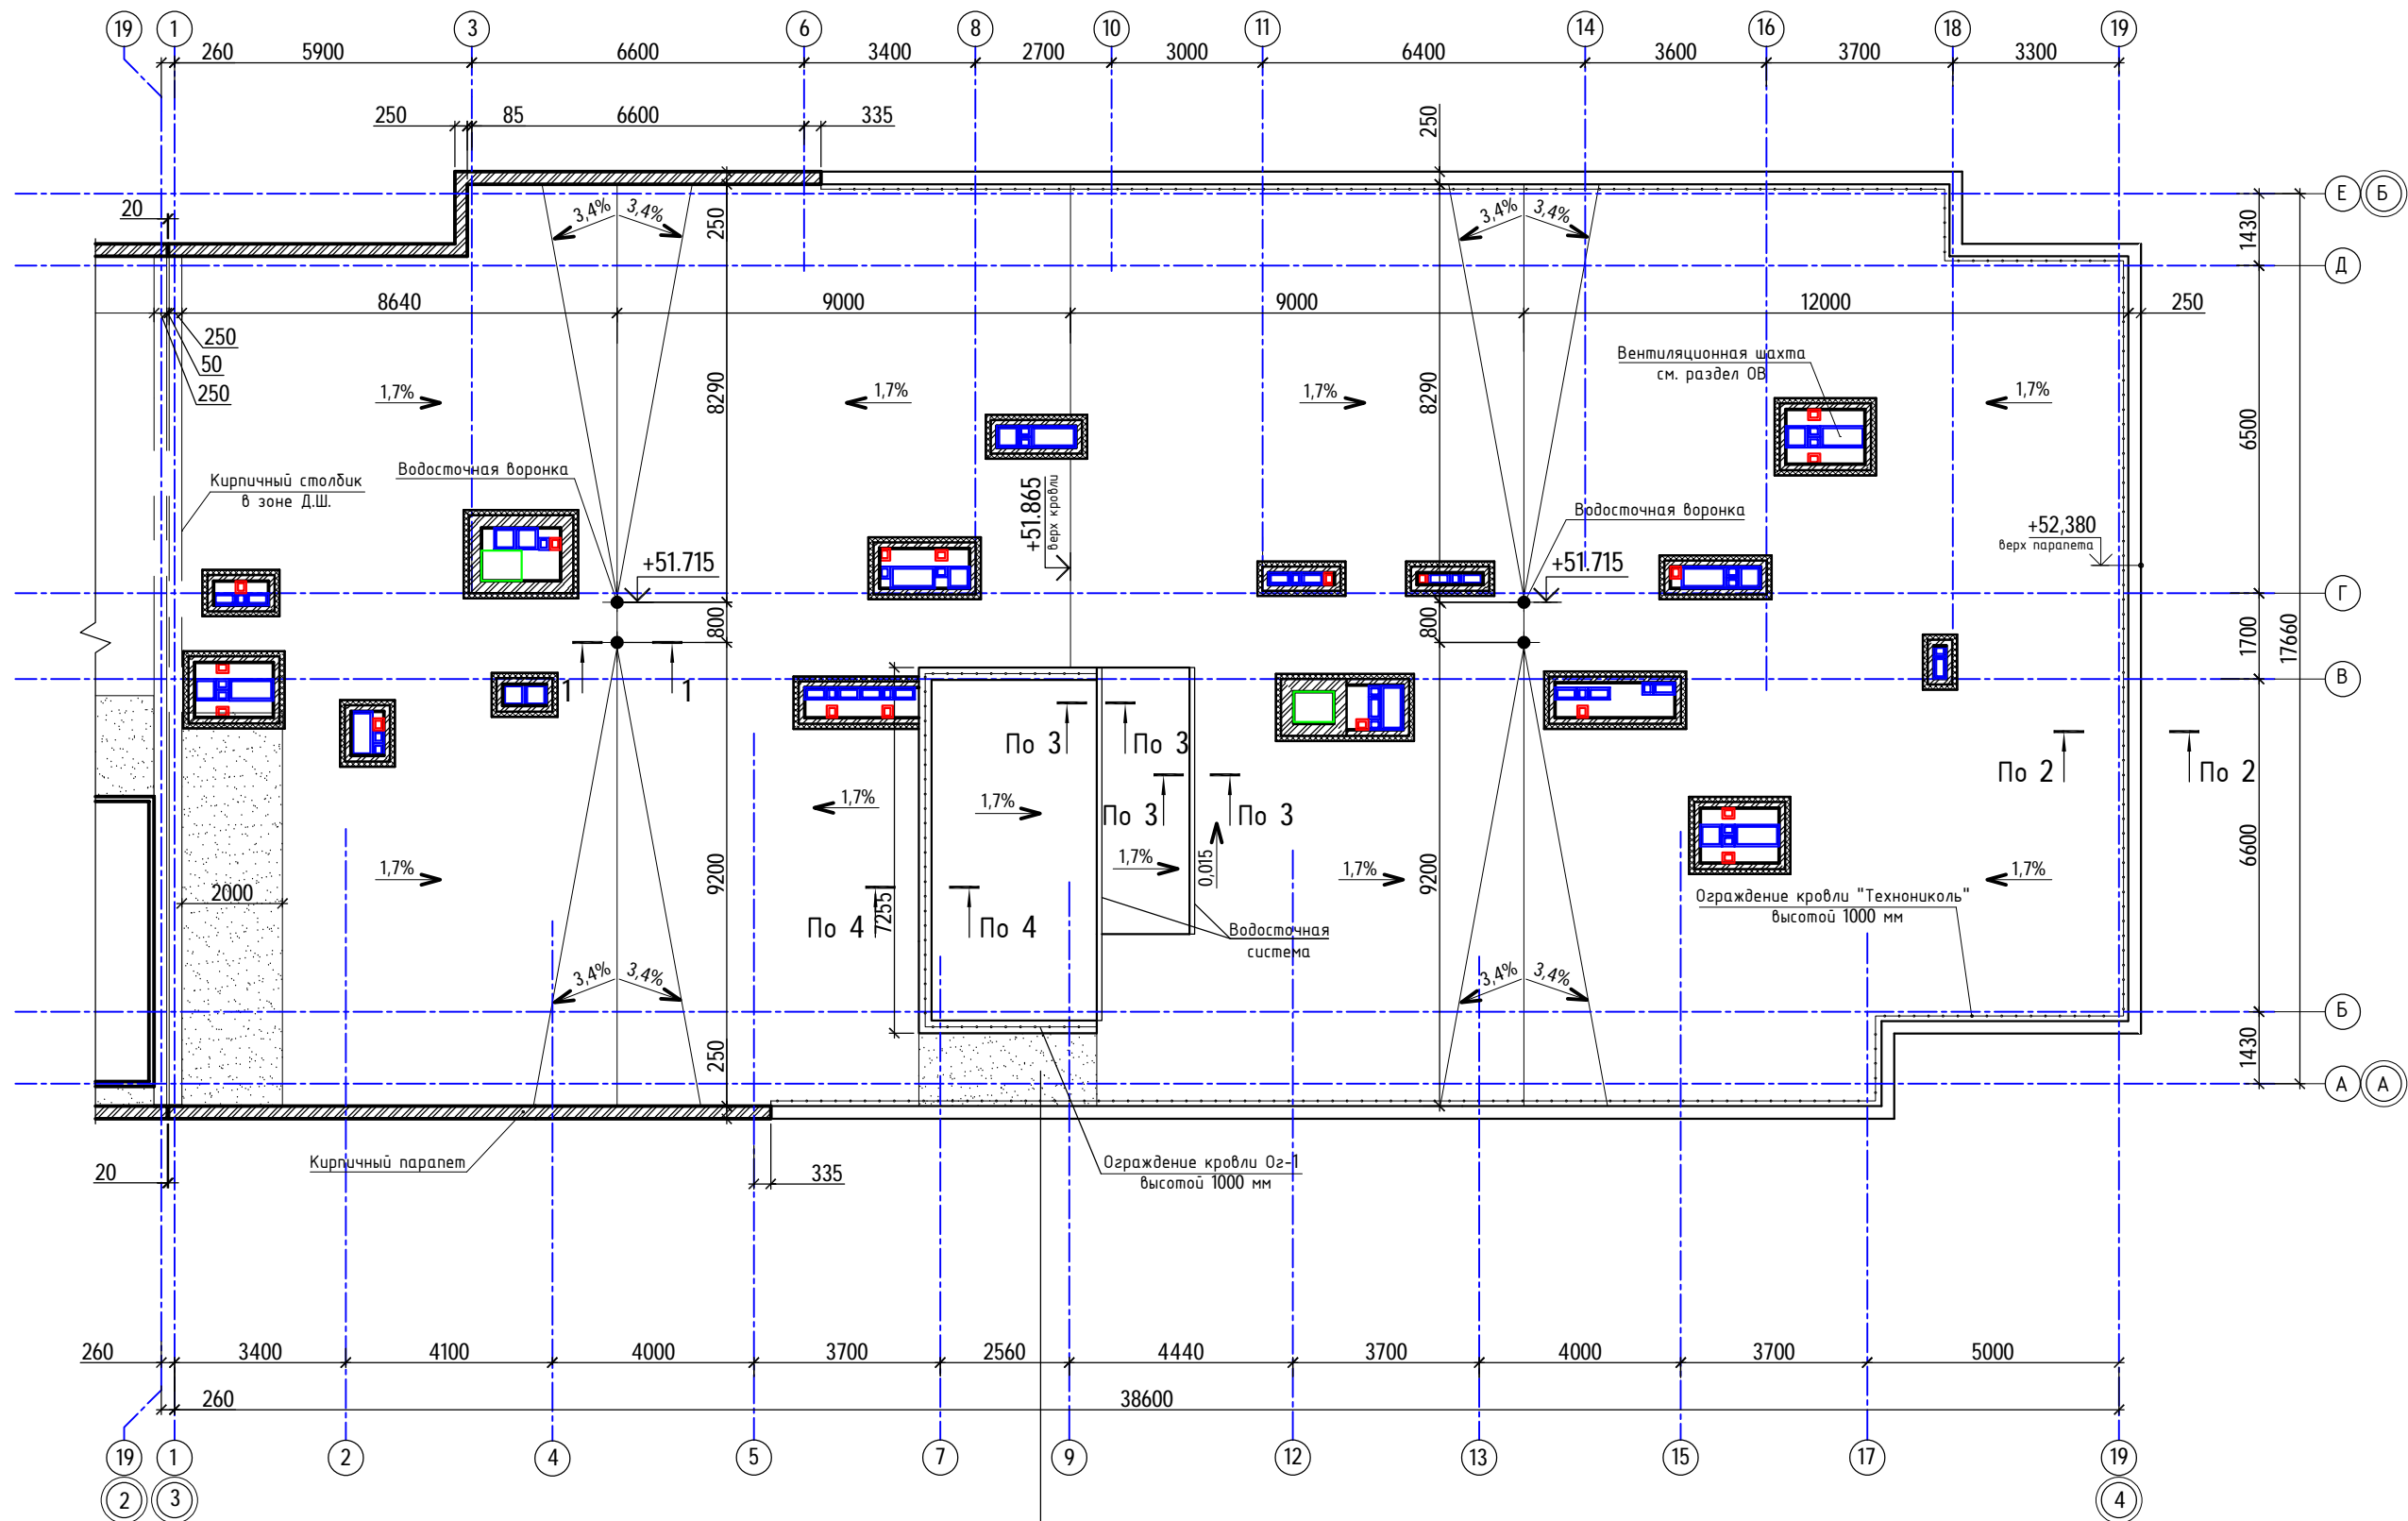 19 1 3 6 8 10 11 14 16 18 19
260 5900 6600 3400 2700 3000 6400 3600 3700 3300
250 85 6600 335 250
Е Б
20 3,4% 3,4% 250 3,4% 3,4% 1430
Д
8640 9000 9000 12000 250
250
50
250
Вентиляционная шахта
см. раздел ОВ
1,7% 1,7% 8290 1,7% 8290 1,7%
6500
Водосточная воронка
Кирпичный столбик
в зоне Д.Ш.
+51.865
верх кровли
Водосточная воронка
+52,380
верх парапета
+51.715 +51.715
Г
800 800 1700 17660
В
1 1
По 3 По 3
По 2 По 2
1,7% 1,7% По 3 По 3
1,7% 1,7% 0,015 1,7% 1,7%
2000 9200 9200 6600
Ограждение кровли "Технониколь"
высотой 1000 мм
По 4 7255 По 4
Водосточная
система
3,4% 3,4% 3,4% 3,4%
Б
250 1430
А А
Кирпичный парапет
Ограждение кровли Ог-1
высотой 1000 мм
20 335
260 3400 4100 4000 3700 2560 4440 3700 4000 3700 5000
260 38600
19 1 2 4 5 7 9 12 13 15 17 19
2 3 4